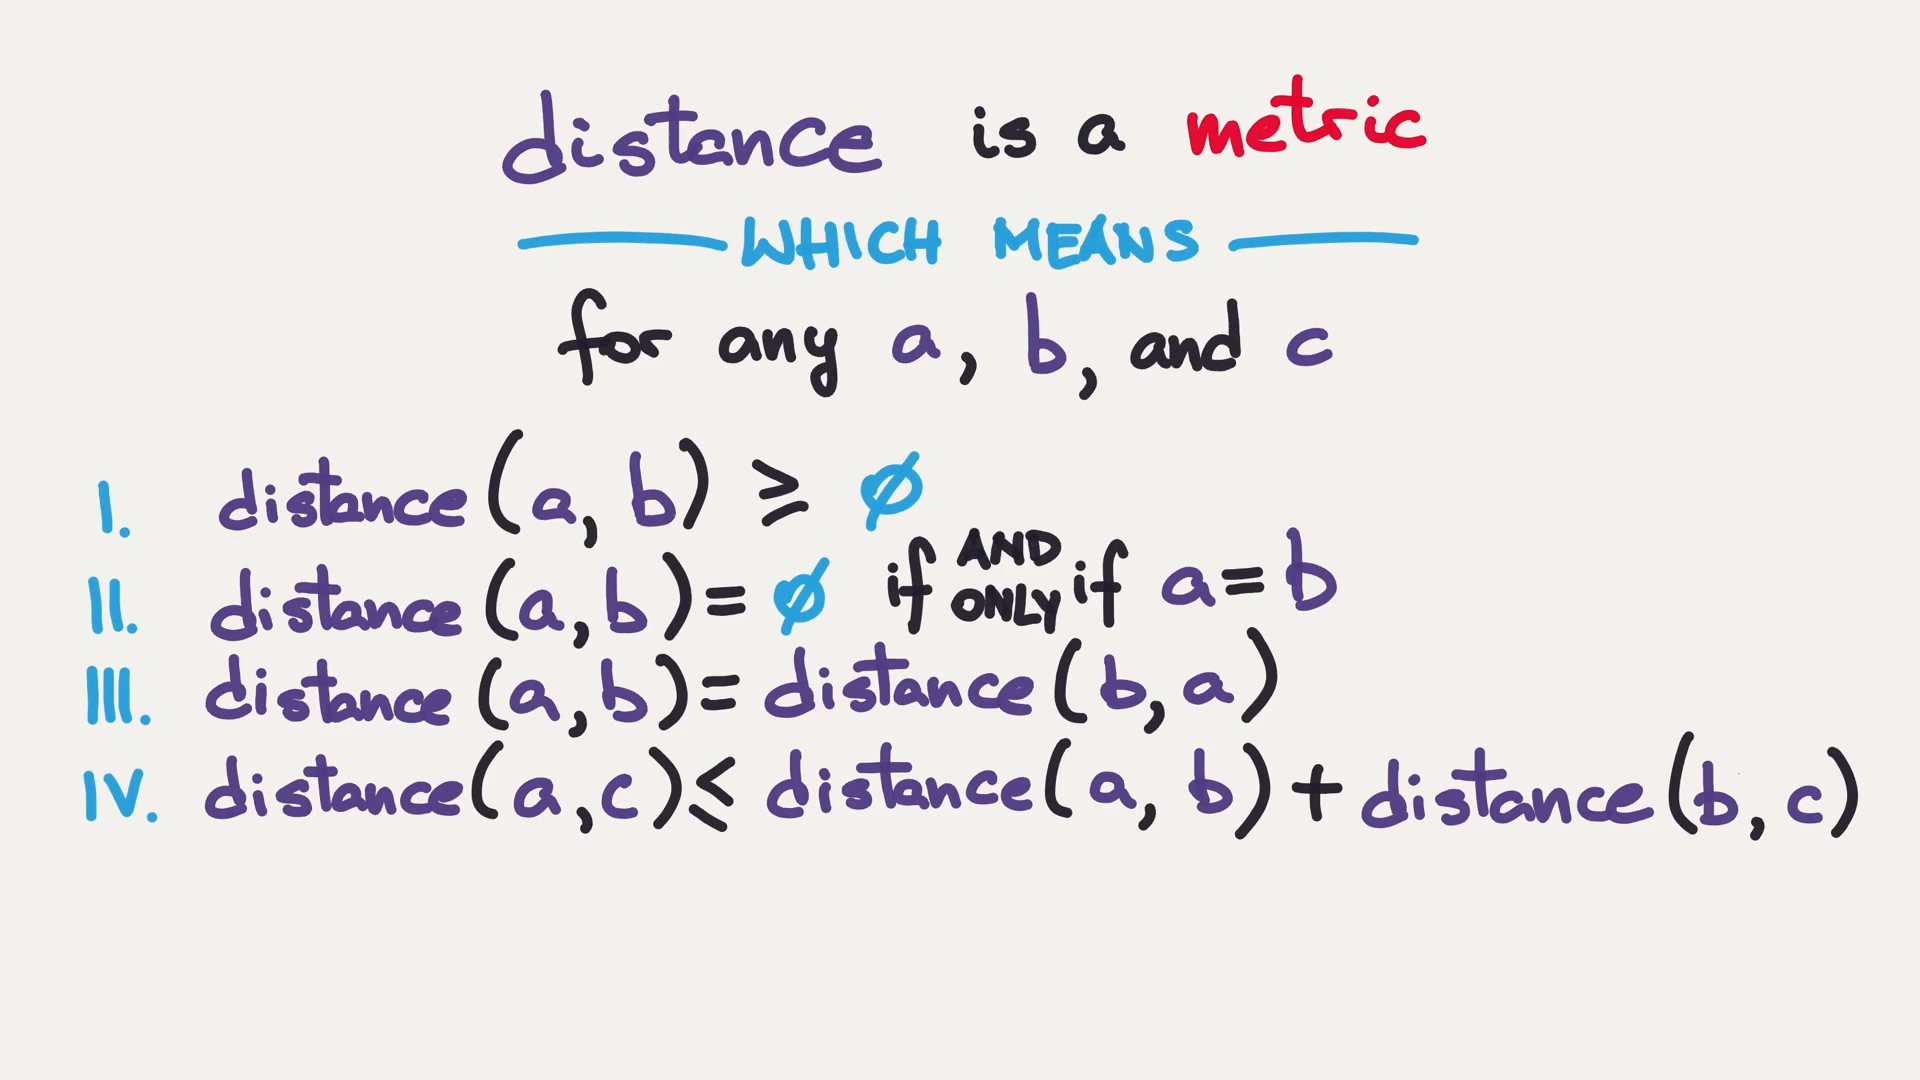 distance is a metric
WHICH MEANS
for any a, b, and c
I. distance(a, b) ≥ ∅
II. distance(a,b)=∅ if AND ONLY if a=b
III. distance(a,b)=distance(b,a)
IV. distance(a,c)≤ distance(a, b)+distance(b, c)